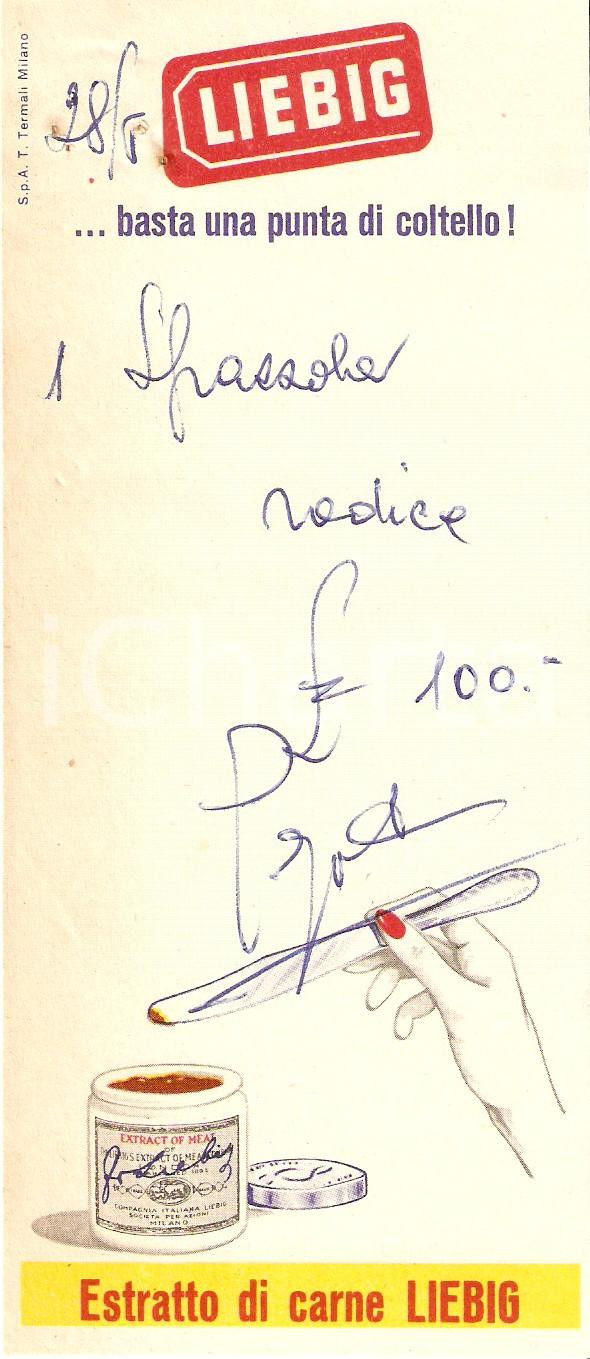 S.p.A. T. Termali Milano
28/5
LIEBIG
... basta una punta di coltello!
1 Spazzola
radice
£ 100.-
EXTRACT OF MEAT
COMPAGNIA ITALIANA LIEBIG
SOCIETA PER AZIONI
MILANO
Estratto di carne LIEBIG